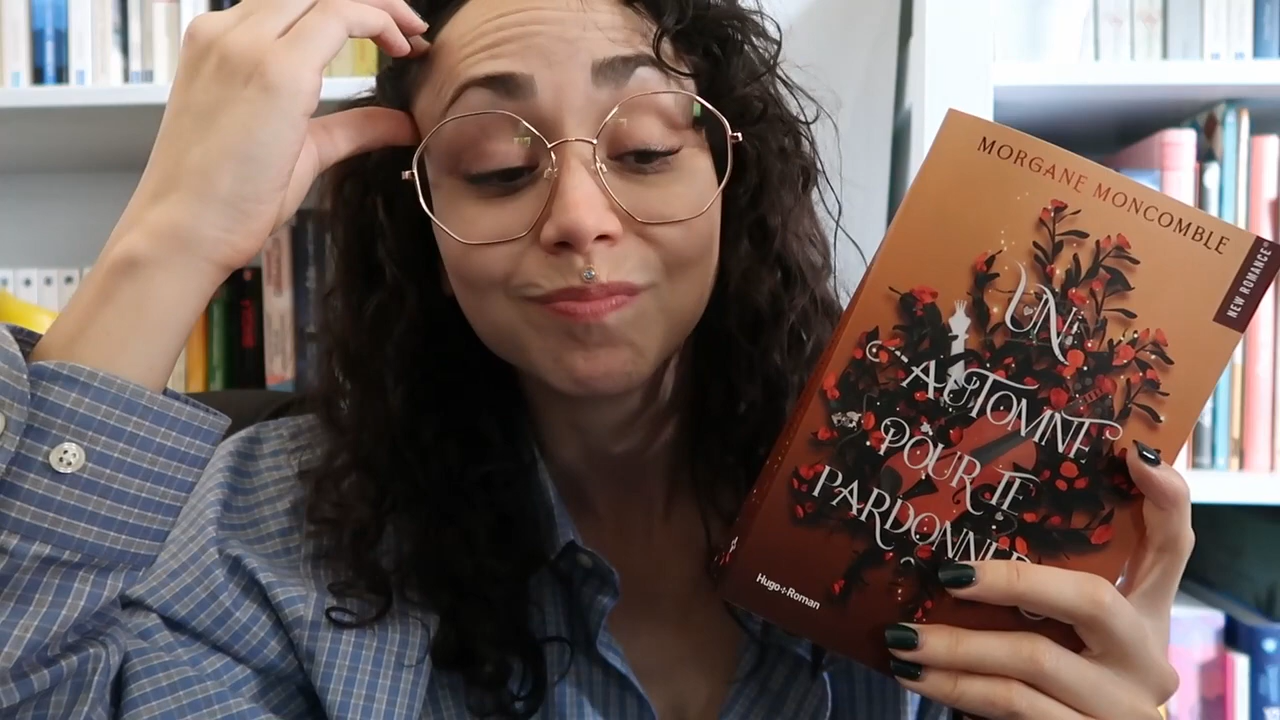 MORGANE MONCOMBLE
NEW ROMANCE®
UN
AUTOMNE
POUR TE
PARDONNER
Hugo+Roman